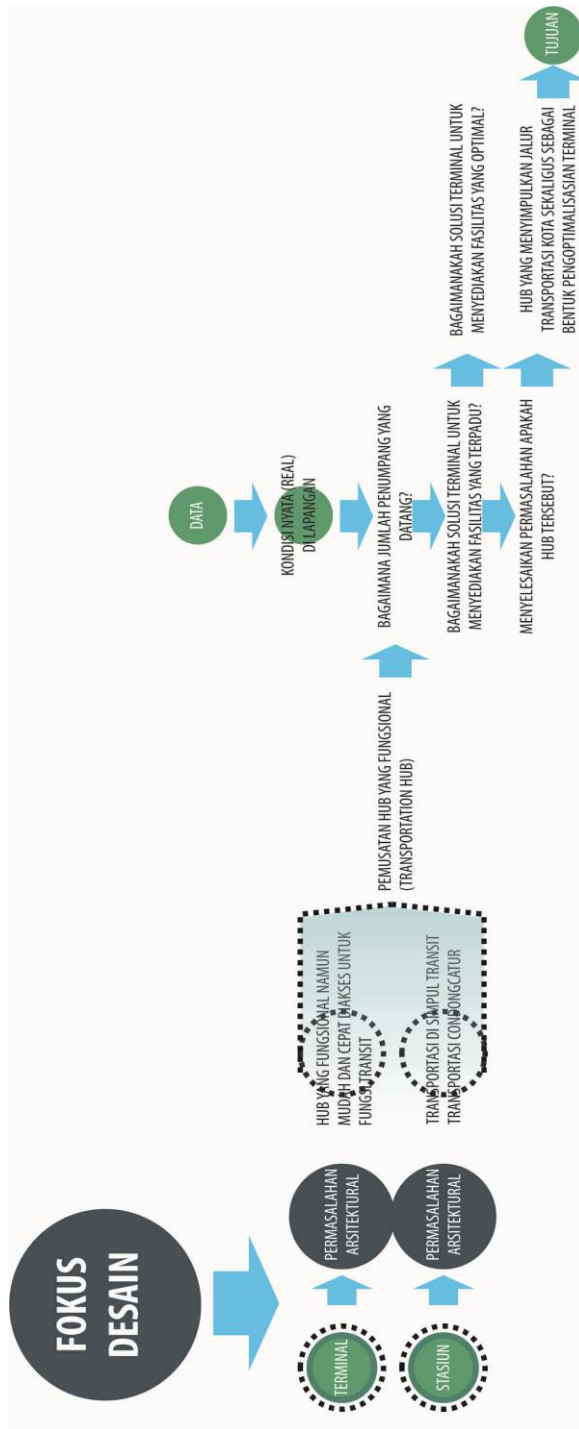 FOKUS
DESAIN
TERMINAL
STASIUN
PERMASALAHAN
ARSITEKTURAL
PERMASALAHAN
ARSITEKTURAL
HUB YANG FUNGSIONAL NAMUN
MUDAH DAN CEPAT DIAKSES UNTUK
FUNGSI TRANSIT
TRANSPORTASI DI SIMPUL TRANSIT
TRANSPORTASI CONDONGCATUR
PEMUSATAN HUB YANG FUNGSIONAL
(TRANSPORTATION HUB)
DATA
KONDISI NYATA (REAL)
DI LAPANGAN
BAGAIMANA JUMLAH PENUMPANG YANG
DATANG?
BAGAIMANAKAH SOLUSI TERMINAL UNTUK
MENYEDIAKAN FASILITAS YANG TERPADU?
MENYELESAIKAN PERMASALAHAN APAKAH
HUB TERSEBUT?
BAGAIMANAKAH SOLUSI TERMINAL UNTUK
MENYEDIAKAN FASILITAS YANG OPTIMAL?
HUB YANG MENYIMPULKAN JALUR
TRANSPORTASI KOTA SEKALIGUS SEBAGAI
BENTUK PENGOPTIMALISASIAN TERMINAL
TUJUAN